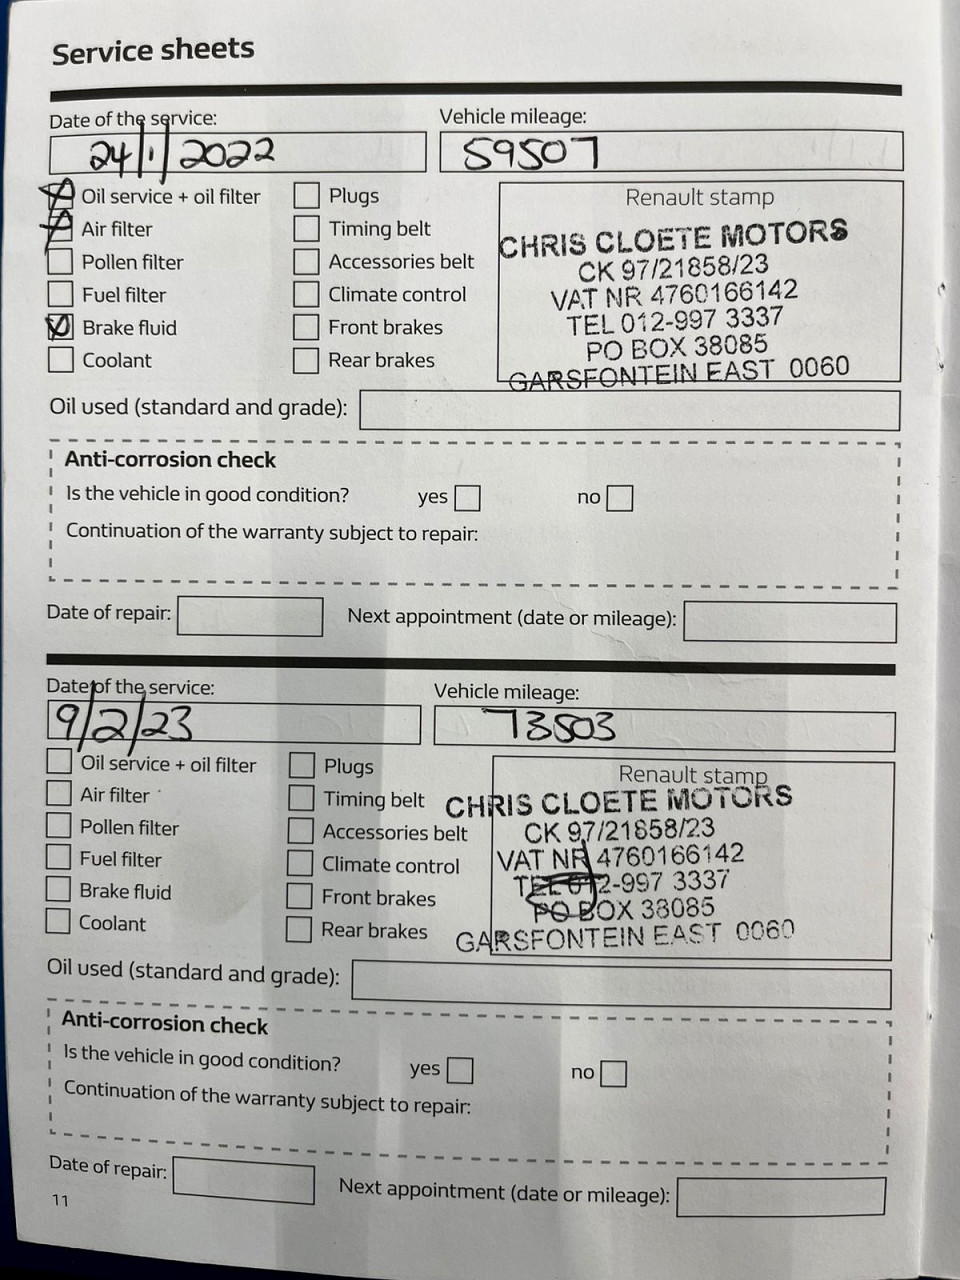 Service sheets
Date of the service: Vehicle mileage:
24/1/2022 59507
Oil service + oil filter Plugs Renault stamp
Air filter Timing belt CHRIS CLOETE MOTORS
Pollen filter Accessories belt CK 97/21858/23
Fuel filter Climate control VAT NR 4760166142
Brake fluid Front brakes TEL 012-997 3337
Coolant Rear brakes PO BOX 38085
GARSFONTEIN EAST 0060
Oil used (standard and grade):
Anti-corrosion check
Is the vehicle in good condition? yes no
Continuation of the warranty subject to repair:
Date of repair: Next appointment (date or mileage):
Date of the service: Vehicle mileage:
9/2/23 73503
Oil service + oil filter Plugs Renault stamp
Air filter Timing belt CHRIS CLOETE MOTORS
Pollen filter Accessories belt CK 97/21858/23
Fuel filter Climate control VAT NR 4760166142
Brake fluid Front brakes TEL 012-997 3337
Coolant Rear brakes PO BOX 38085
GARSFONTEIN EAST 0060
Oil used (standard and grade):
Anti-corrosion check
Is the vehicle in good condition? yes no
Continuation of the warranty subject to repair:
Date of repair: Next appointment (date or mileage):
11